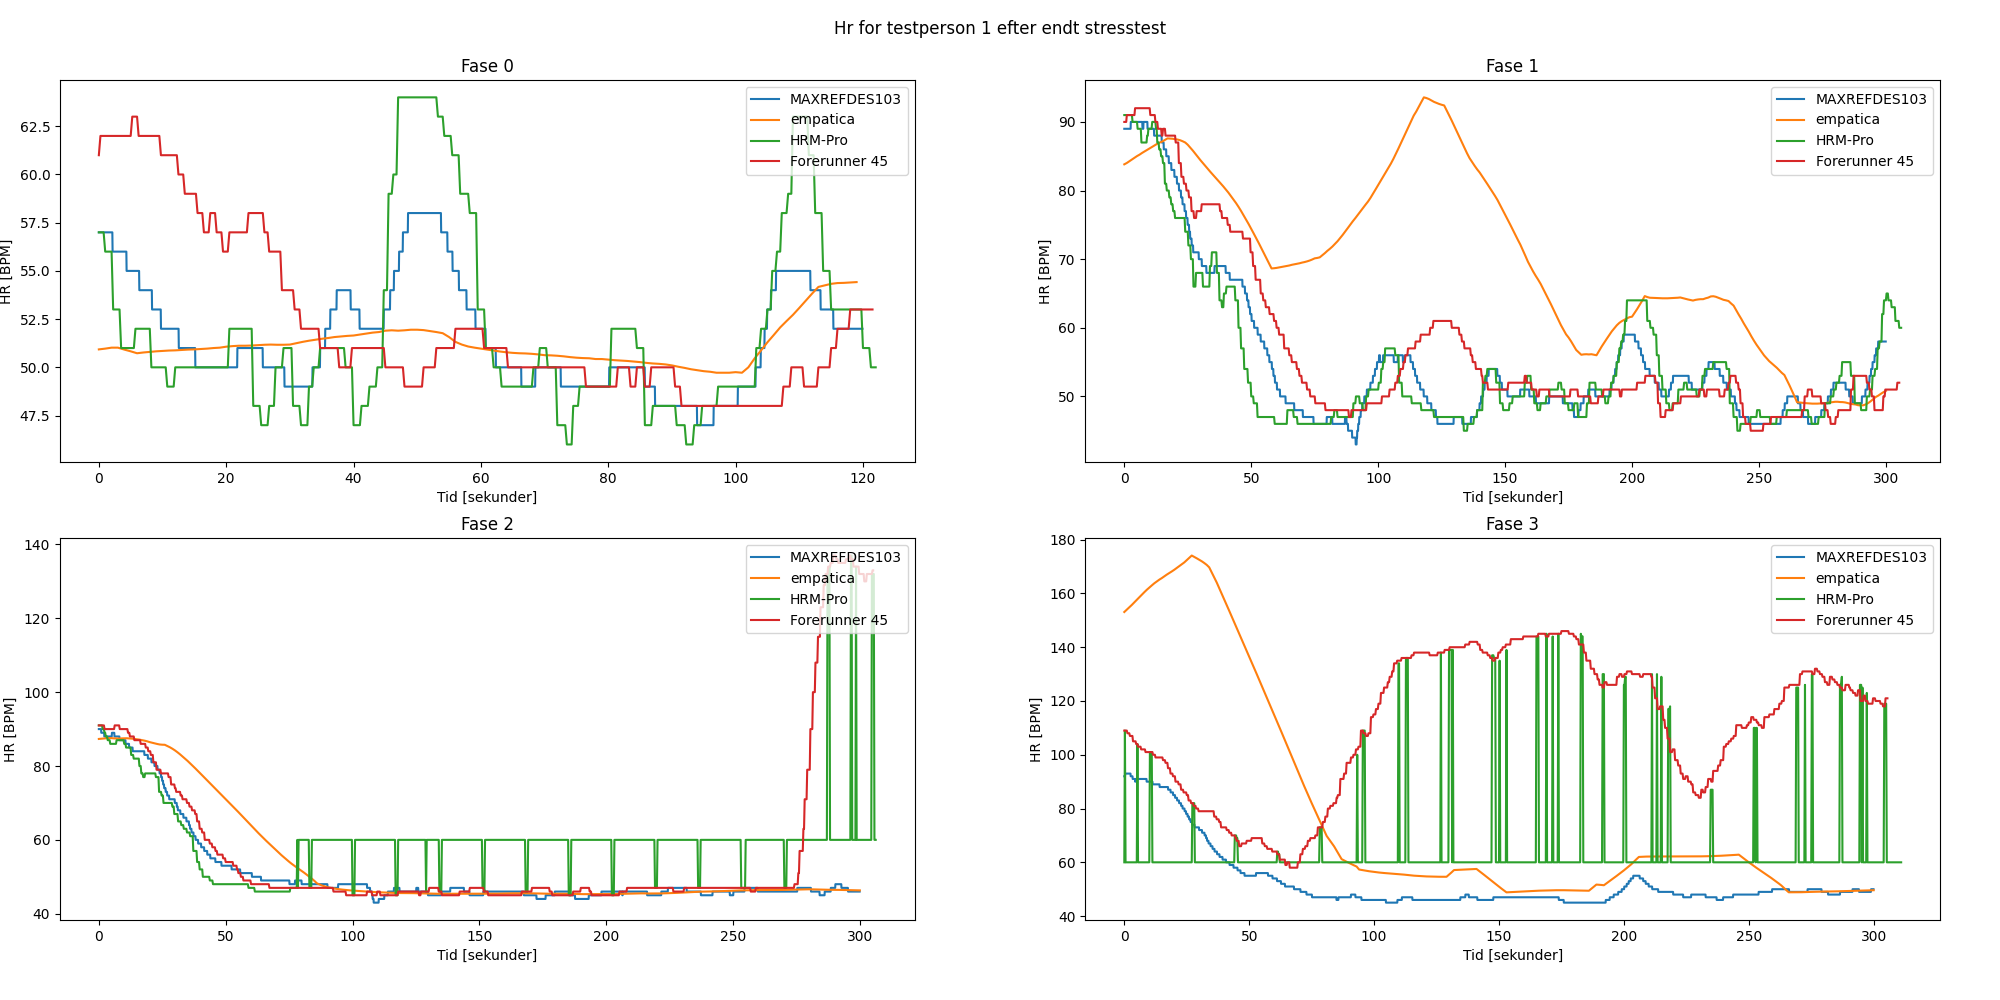 Hr for testperson 1 efter endt stresstest
Fase 0
HR [BPM]
62.5
60.0
57.5
55.0
52.5
50.0
47.5
MAXREFDES103
empatica
HRM-Pro
Forerunner 45
0 20 40 60 80 100 120
Tid [sekunder]
Fase 1
HR [BPM]
90
80
70
60
50
MAXREFDES103
empatica
HRM-Pro
Forerunner 45
0 50 100 150 200 250 300
Tid [sekunder]
Fase 2
HR [BPM]
140
120
100
80
60
40
MAXREFDES103
empatica
HRM-Pro
Forerunner 45
0 50 100 150 200 250 300
Tid [sekunder]
Fase 3
HR [BPM]
180
160
140
120
100
80
60
40
MAXREFDES103
empatica
HRM-Pro
Forerunner 45
0 50 100 150 200 250 300
Tid [sekunder]